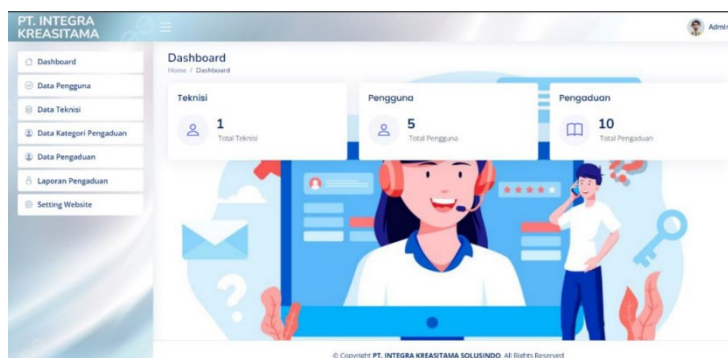 PT. INTEGRA
KREASITAMA
Admin
Dashboard
Data Pengguna
Data Teknisi
Data Kategori Pengaduan
Data Pengaduan
Laporan Pengaduan
Setting Website
Dashboard
Home / Dashboard
Teknisi
1
Total Teknisi
Pengguna
5
Total Pengguna
Pengaduan
10
Total Pengaduan
© Copyright PT. INTEGRA KREASITAMA SOLUSINDO. All Rights Reserved